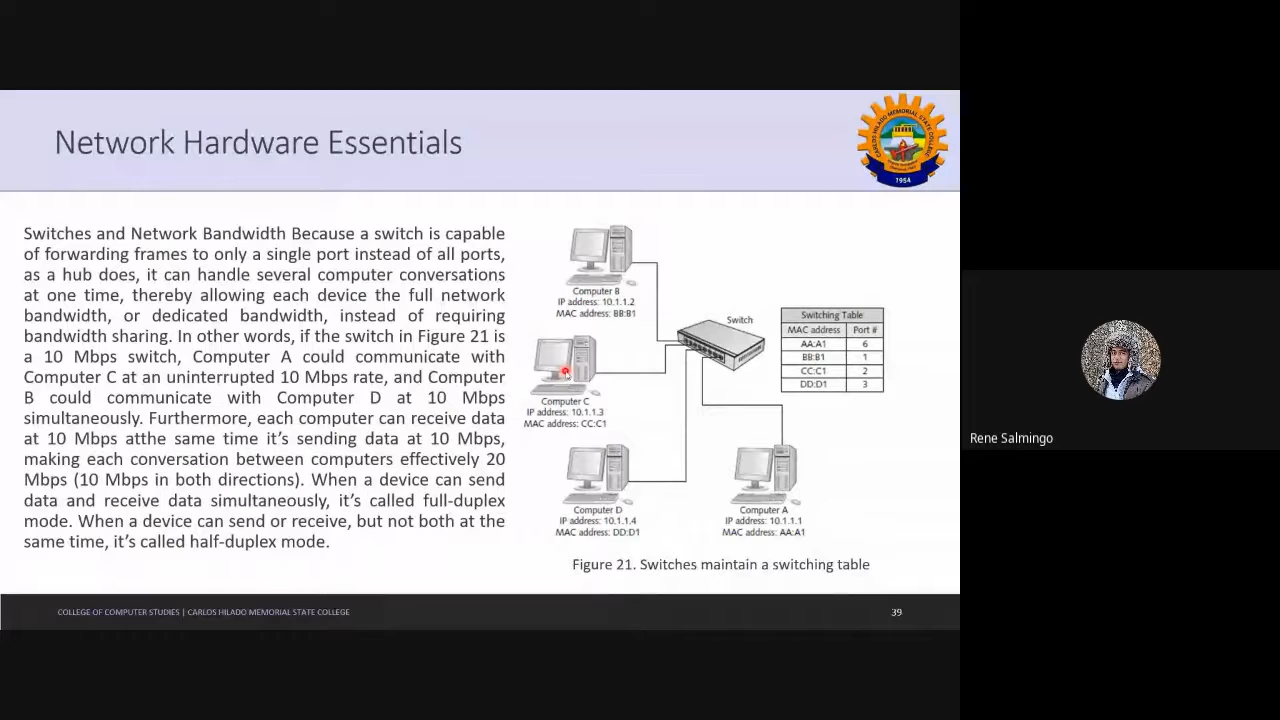 Network Hardware Essentials
CARLOS HILADO MEMORIAL STATE COLLEGE
1954
Switches and Network Bandwidth Because a switch is capable
of forwarding frames to only a single port instead of all ports,
as a hub does, it can handle several computer conversations
at one time, thereby allowing each device the full network
bandwidth, or dedicated bandwidth, instead of requiring
bandwidth sharing. In other words, if the switch in Figure 21 is
a 10 Mbps switch, Computer A could communicate with
Computer C at an uninterrupted 10 Mbps rate, and Computer
B could communicate with Computer D at 10 Mbps
simultaneously. Furthermore, each computer can receive data
at 10 Mbps atthe same time it’s sending data at 10 Mbps,
making each conversation between computers effectively 20
Mbps (10 Mbps in both directions). When a device can send
data and receive data simultaneously, it’s called full-duplex
mode. When a device can send or receive, but not both at the
same time, it’s called half-duplex mode.
Computer B
IP address: 10.1.1.2
MAC address: BB:B1
Switch
Switching Table
MAC address Port #
AA:A1 6
BB:B1 1
CC:C1 2
DD:D1 3
Computer C
IP address: 10.1.1.3
MAC address: CC:C1
Computer D
IP address: 10.1.1.4
MAC address: DD:D1
Computer A
IP address: 10.1.1.1
MAC address: AA:A1
Figure 21. Switches maintain a switching table
COLLEGE OF COMPUTER STUDIES | CARLOS HILADO MEMORIAL STATE COLLEGE
39
Rene Salmingo